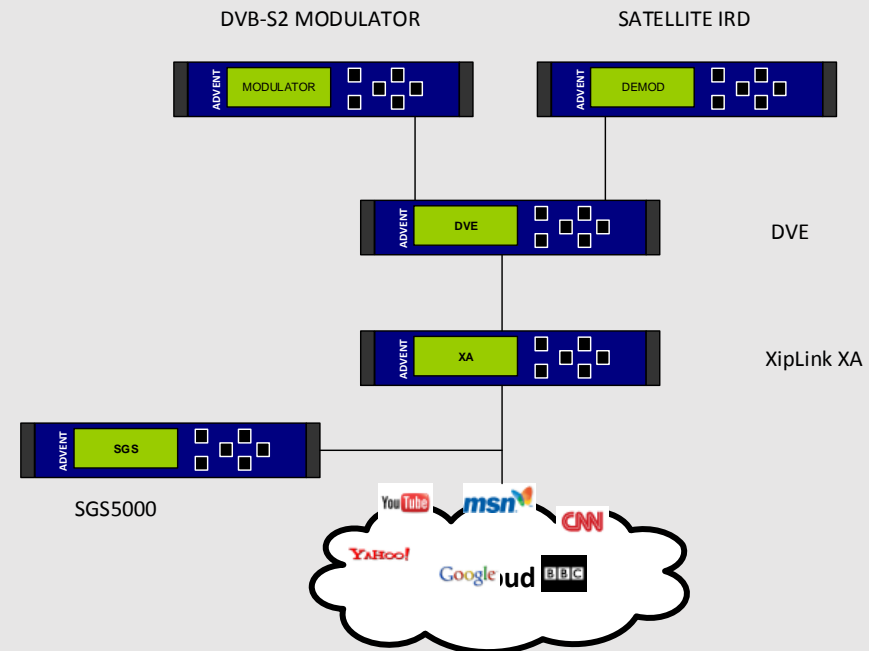 DVB-S2 MODULATOR
SATELLITE IRD
ADVENT
MODULATOR
ADVENT
DEMOD
ADVENT
DVE
DVE
ADVENT
XA
XipLink XA
ADVENT
SGS
SGS5000
YouTube
msn
CNN
YAHOO!
Google
BBC